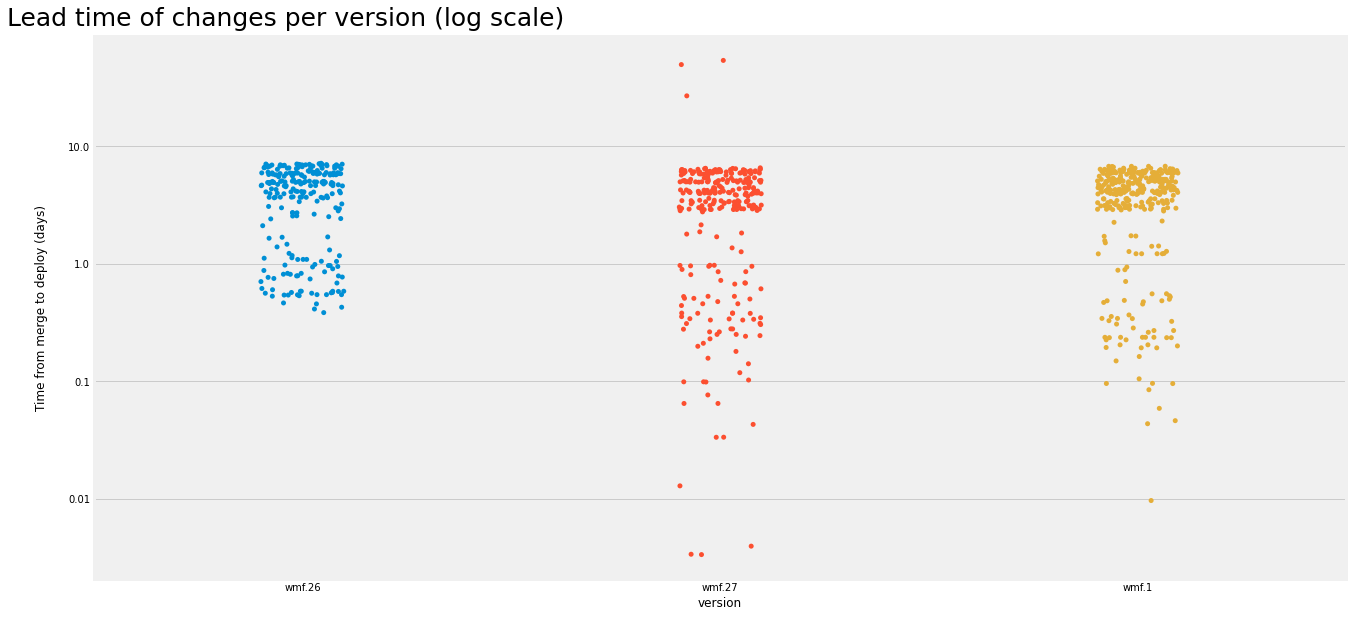 Lead time of changes per version (log scale)
Time from merge to deploy (days)
10.0
1.0
0.1
0.01
wmf.26
wmf.27
wmf.1
version